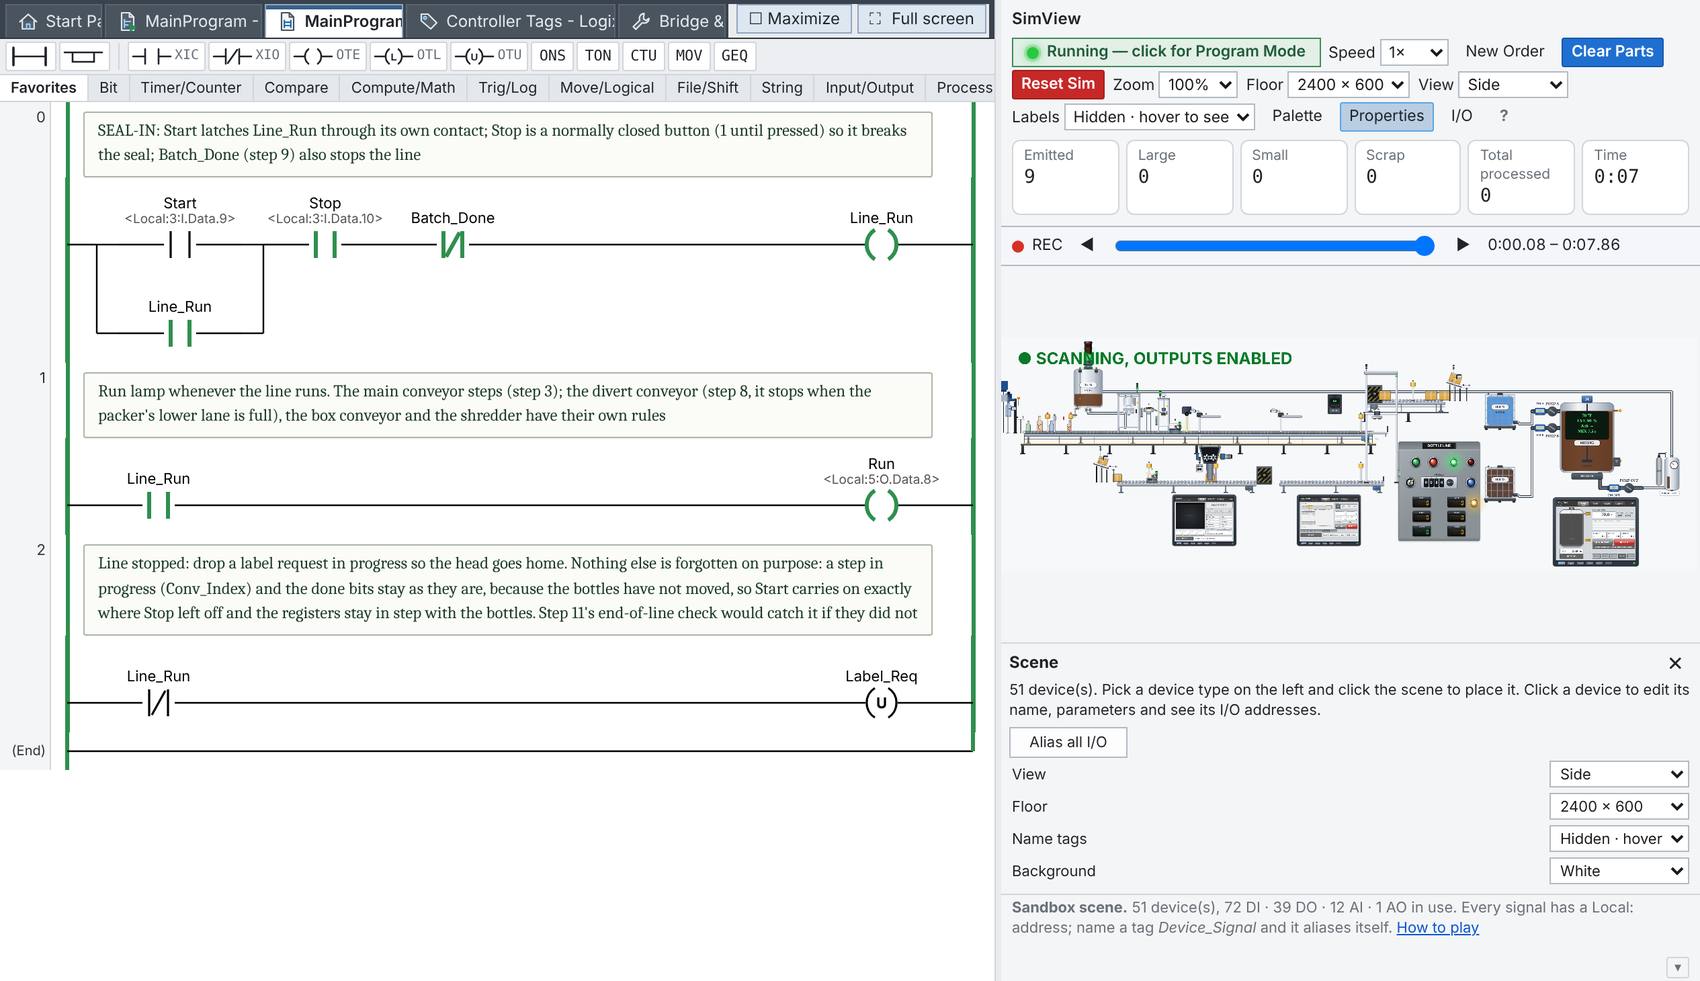 Start Pa
MainProgram -
MainProgram
Controller Tags - Logi
Bridge &
Maximize
Full screen
XIC
XIO
OTE
L OTL
U OTU
ONS
TON
CTU
MOV
GEQ
Favorites
Bit
Timer/Counter
Compare
Compute/Math
Trig/Log
Move/Logical
File/Shift
String
Input/Output
Process
0
SEAL-IN: Start latches Line_Run through its own contact; Stop is a normally closed button (1 until pressed) so it breaks
the seal; Batch_Done (step 9) also stops the line
Start
<Local:3:I.Data.9>
Stop
<Local:3:I.Data.10>
Batch_Done
Line_Run
Line_Run
1
Run lamp whenever the line runs. The main conveyor steps (step 3); the divert conveyor (step 8, it stops when the
packer's lower lane is full), the box conveyor and the shredder have their own rules
Line_Run
Run
<Local:5:O.Data.8>
2
Line stopped: drop a label request in progress so the head goes home. Nothing else is forgotten on purpose: a step in
progress (Conv_Index) and the done bits stay as they are, because the bottles have not moved, so Start carries on exactly
where Stop left off and the registers stay in step with the bottles. Step 11's end-of-line check would catch it if they did not
Line_Run
Label_Req
U
(End)
SimView
Running — click for Program Mode
Speed 1×
New Order
Clear Parts
Reset Sim
Zoom 100%
Floor 2400 × 600
View Side
Labels Hidden · hover to see
Palette
Properties
I/O
?
Emitted
9
Large
0
Small
0
Scrap
0
Total
processed
0
Time
0:07
REC
0:00.08 – 0:07.86
SCANNING, OUTPUTS ENABLED
BOTTLE LINE
Scene
51 device(s). Pick a device type on the left and click the scene to place it. Click a device to edit its
name, parameters and see its I/O addresses.
Alias all I/O
View Side
Floor 2400 × 600
Name tags Hidden · hover
Background White
Sandbox scene. 51 device(s), 72 DI · 39 DO · 12 AI · 1 AO in use. Every signal has a Local:
address; name a tag Device_Signal and it aliases itself. How to play